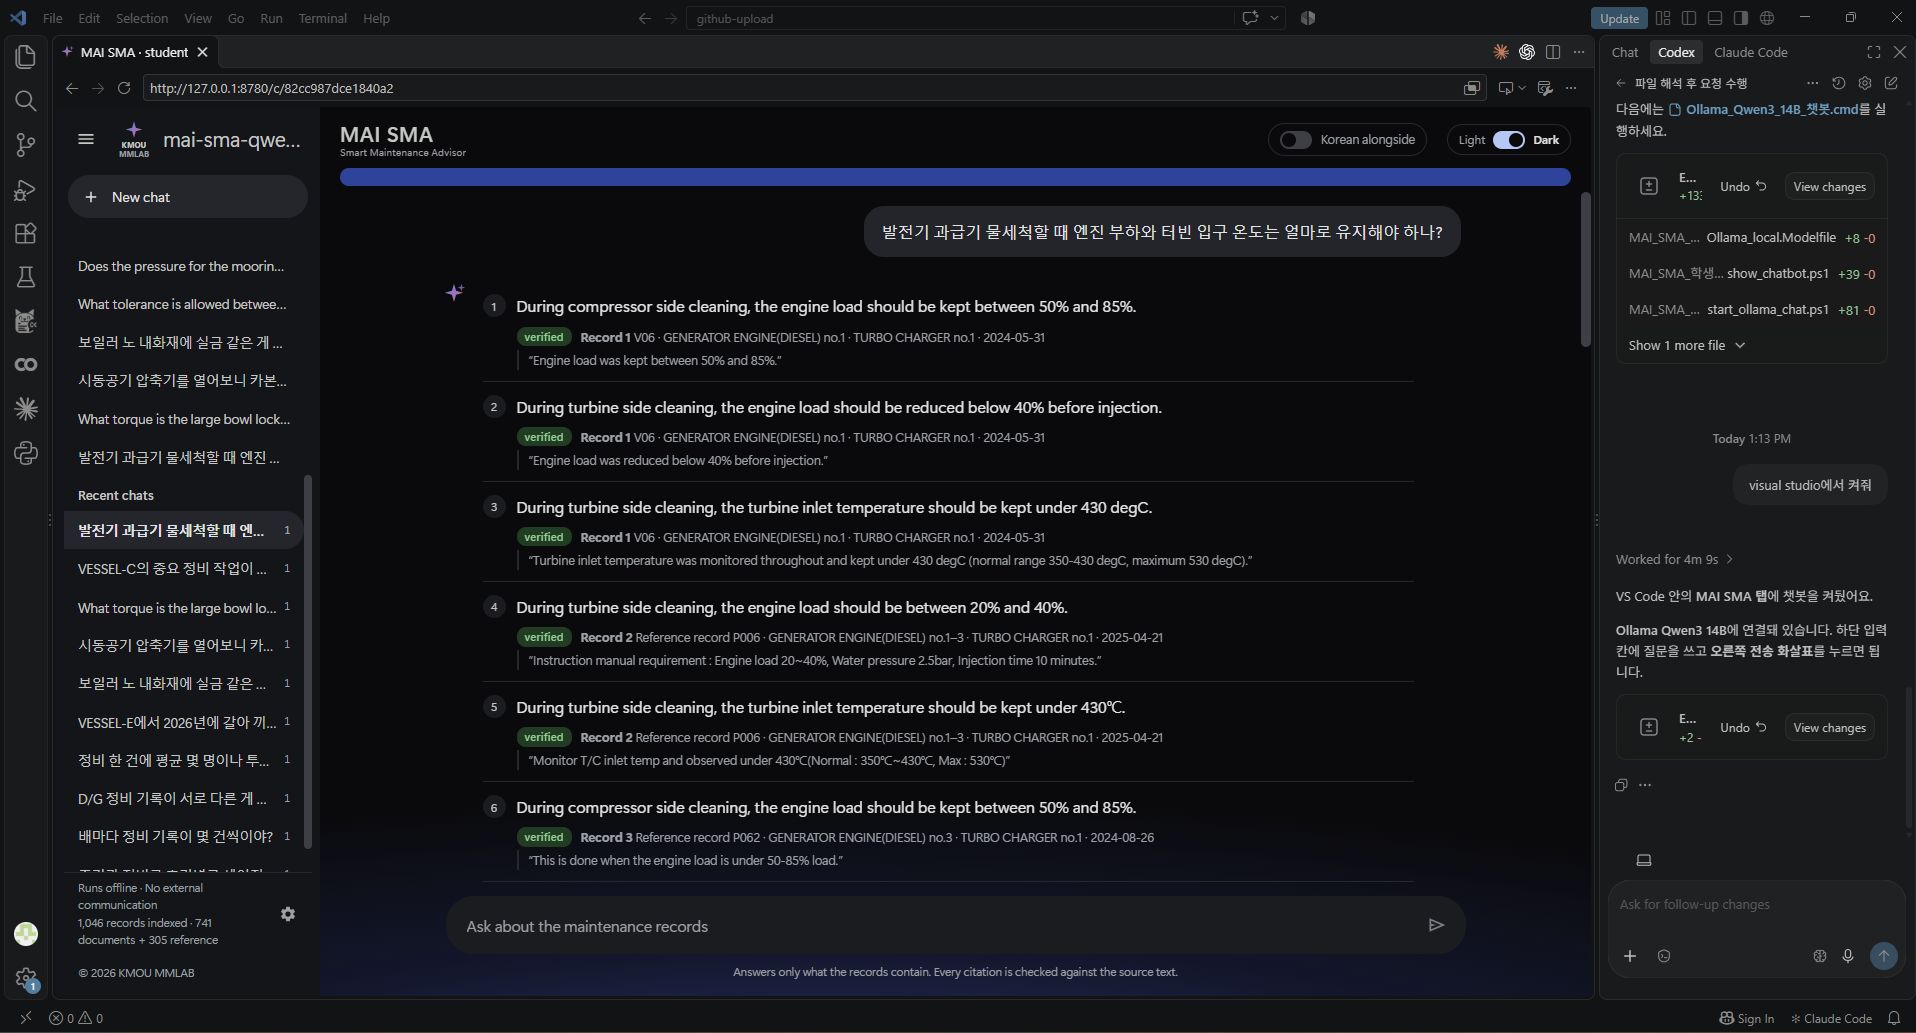 File Edit Selection View Go Run Terminal Help
github-upload
Update
MAI SMA · student
http://127.0.0.1:8780/c/82cc987dce1840a2
KMOU
MMLAB
mai-sma-qwe...
New chat
Does the pressure for the moorin...
What tolerance is allowed betwee...
보일러 노 내화재에 실금 같은 게 ...
시동공기 압축기를 열어보니 카본...
What torque is the large bowl lock...
발전기 과급기 물세척할 때 엔진 ...
Recent chats
발전기 과급기 물세척할 때 엔... 1
VESSEL-C의 중요 정비 작업이 ... 1
What torque is the large bowl lo... 1
시동공기 압축기를 열어보니 카... 1
보일러 노 내화재에 실금 같은 ... 1
VESSEL-E에서 2026년에 갈아 끼... 1
정비 한 건에 평균 몇 명이나 투... 1
D/G 정비 기록이 서로 다른 게 ... 1
배마다 정비 기록이 몇 건씩이야? 1
Runs offline · No external
communication
1,046 records indexed · 741
documents + 305 reference
© 2026 KMOU MMLAB
MAI SMA
Smart Maintenance Advisor
Korean alongside
Light Dark
발전기 과급기 물세척할 때 엔진 부하와 터빈 입구 온도는 얼마로 유지해야 하나?
1 During compressor side cleaning, the engine load should be kept between 50% and 85%.
verified Record 1 V06 · GENERATOR ENGINE(DIESEL) no.1 · TURBO CHARGER no.1 · 2024-05-31
“Engine load was kept between 50% and 85%.”
2 During turbine side cleaning, the engine load should be reduced below 40% before injection.
verified Record 1 V06 · GENERATOR ENGINE(DIESEL) no.1 · TURBO CHARGER no.1 · 2024-05-31
“Engine load was reduced below 40% before injection.”
3 During turbine side cleaning, the turbine inlet temperature should be kept under 430 degC.
verified Record 1 V06 · GENERATOR ENGINE(DIESEL) no.1 · TURBO CHARGER no.1 · 2024-05-31
“Turbine inlet temperature was monitored throughout and kept under 430 degC (normal range 350-430 degC, maximum 530 degC).”
4 During turbine side cleaning, the engine load should be between 20% and 40%.
verified Record 2 Reference record P006 · GENERATOR ENGINE(DIESEL) no.1–3 · TURBO CHARGER no.1 · 2025-04-21
“Instruction manual requirement : Engine load 20~40%, Water pressure 2.5bar, Injection time 10 minutes.”
5 During turbine side cleaning, the turbine inlet temperature should be kept under 430℃.
verified Record 2 Reference record P006 · GENERATOR ENGINE(DIESEL) no.1–3 · TURBO CHARGER no.1 · 2025-04-21
“Monitor T/C inlet temp and observed under 430℃(Normal : 350℃~430℃, Max : 530℃)”
6 During compressor side cleaning, the engine load should be kept between 50% and 85%.
verified Record 3 Reference record P062 · GENERATOR ENGINE(DIESEL) no.3 · TURBO CHARGER no.1 · 2024-08-26
“This is done when the engine load is under 50-85% load.”
Ask about the maintenance records
Answers only what the records contain. Every citation is checked against the source text.
Chat Codex Claude Code
파일 해석 후 요청 수행
다음에는 Ollama_Qwen3_14B_챗봇.cmd를 실
행하세요.
E...
Undo View changes
MAI_SMA_... Ollama_local.Modelfile +8 -0
MAI_SMA_학생... show_chatbot.ps1 +39 -0
MAI_SMA_... start_ollama_chat.ps1 +81 -0
Show 1 more file
Today 1:13 PM
visual studio에서 켜줘
Worked for 4m 9s
VS Code 안의 MAI SMA 탭에 챗봇을 켜뒀어요.
Ollama Qwen3 14B에 연결돼 있습니다. 하단 입력
칸에 질문을 쓰고 오른쪽 전송 화살표를 누르면 됩
니다.
E...
+2 -
Undo View changes
Ask for follow-up changes
1
0 0
Sign In Claude Code